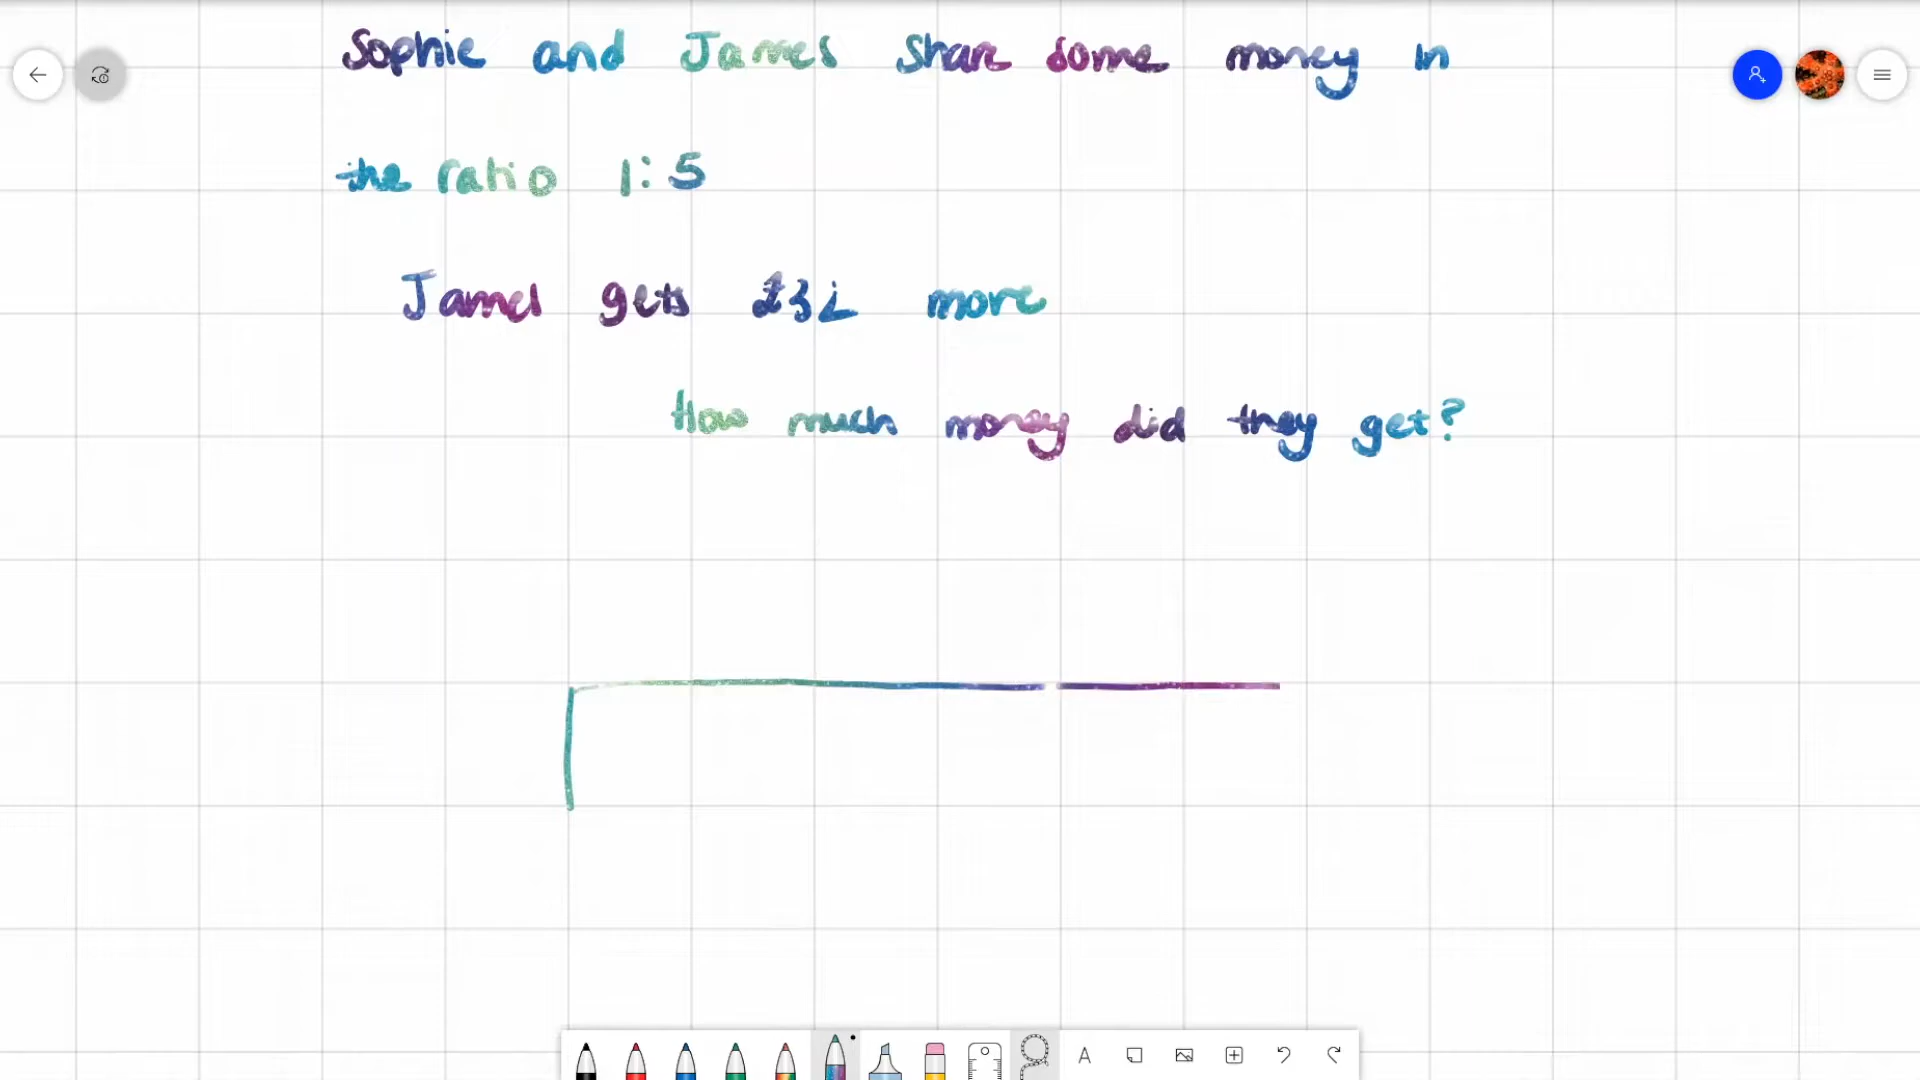 Sophie and James share some money in
the ratio 1:5
James gets £32 more
How much money did they get?
A